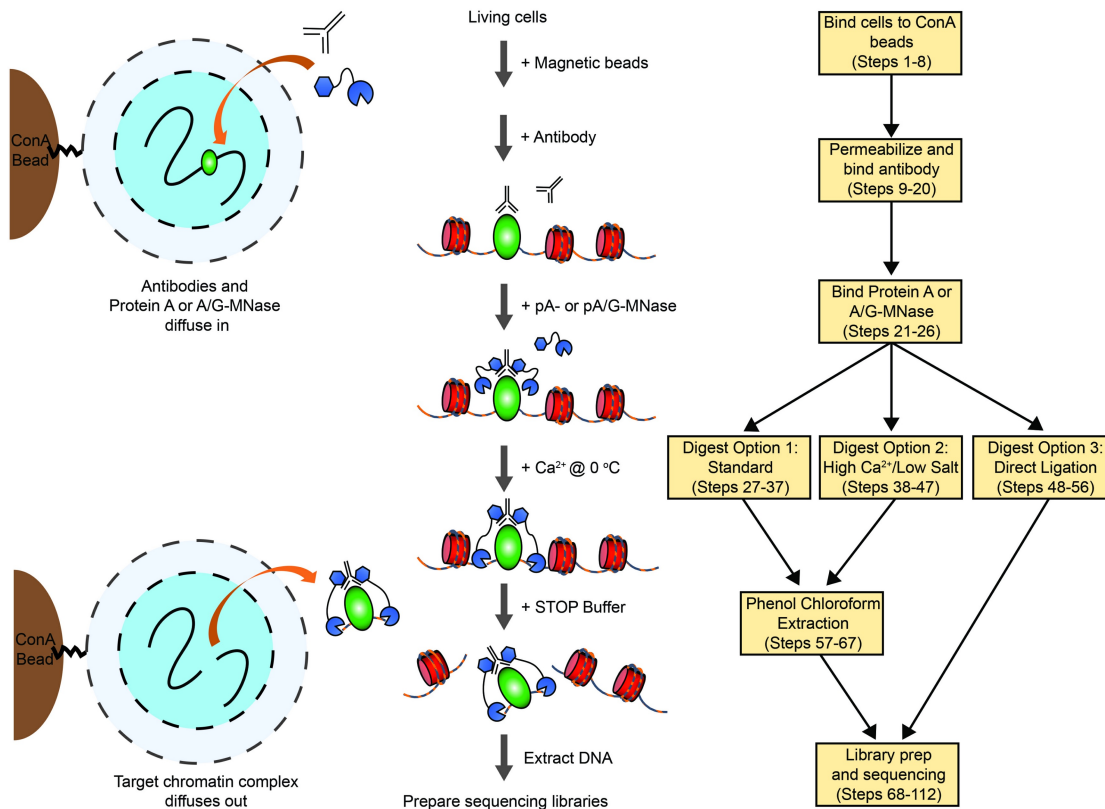 ConA
Bead
Antibodies and
Protein A or A/G-MNase
diffuse in
ConA
Bead
Target chromatin complex
diffuses out
Living cells
+ Magnetic beads
+ Antibody
+ pA- or pA/G-MNase
+ Ca²⁺ @ 0 °C
+ STOP Buffer
Extract DNA
Prepare sequencing libraries
Bind cells to ConA
beads
(Steps 1-8)
Permeabilize and
bind antibody
(Steps 9-20)
Bind Protein A or
A/G-MNase
(Steps 21-26)
Digest Option 1:
Standard
(Steps 27-37)
Digest Option 2:
High Ca²⁺/Low Salt
(Steps 38-47)
Digest Option 3:
Direct Ligation
(Steps 48-56)
Phenol Chloroform
Extraction
(Steps 57-67)
Library prep
and sequencing
(Steps 68-112)